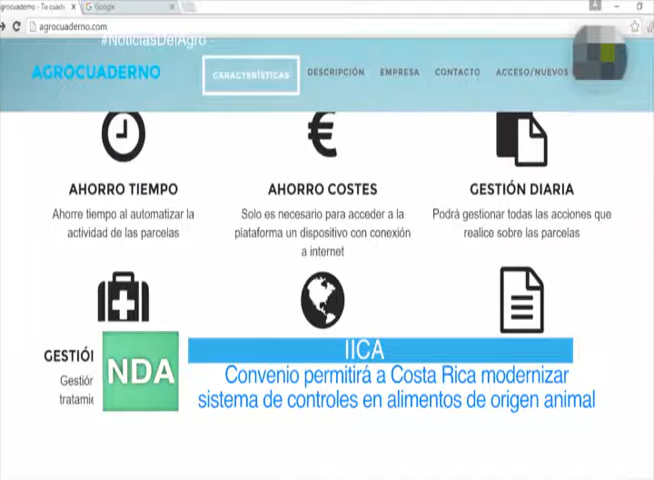 grocuaderno - Tu cuad
Google
agrocuaderno.com
#NoticiasDelAgro
AGROCUADERNO
CARACTERÍSTICAS
DESCRIPCIÓN
EMPRESA
CONTACTO
ACCESO/NUEVOS
AHORRO TIEMPO
Ahorre tiempo al automatizar la
actividad de las parcelas
AHORRO COSTES
Solo es necesario para acceder a la
plataforma un dispositivo con conexión
a internet
GESTIÓN DIARIA
Podrá gestionar todas las acciones que
realice sobre las parcelas
GESTIÓ
Gestiór
tratamie
NDA
IICA
Convenio permitirá a Costa Rica modernizar
sistema de controles en alimentos de origen animal